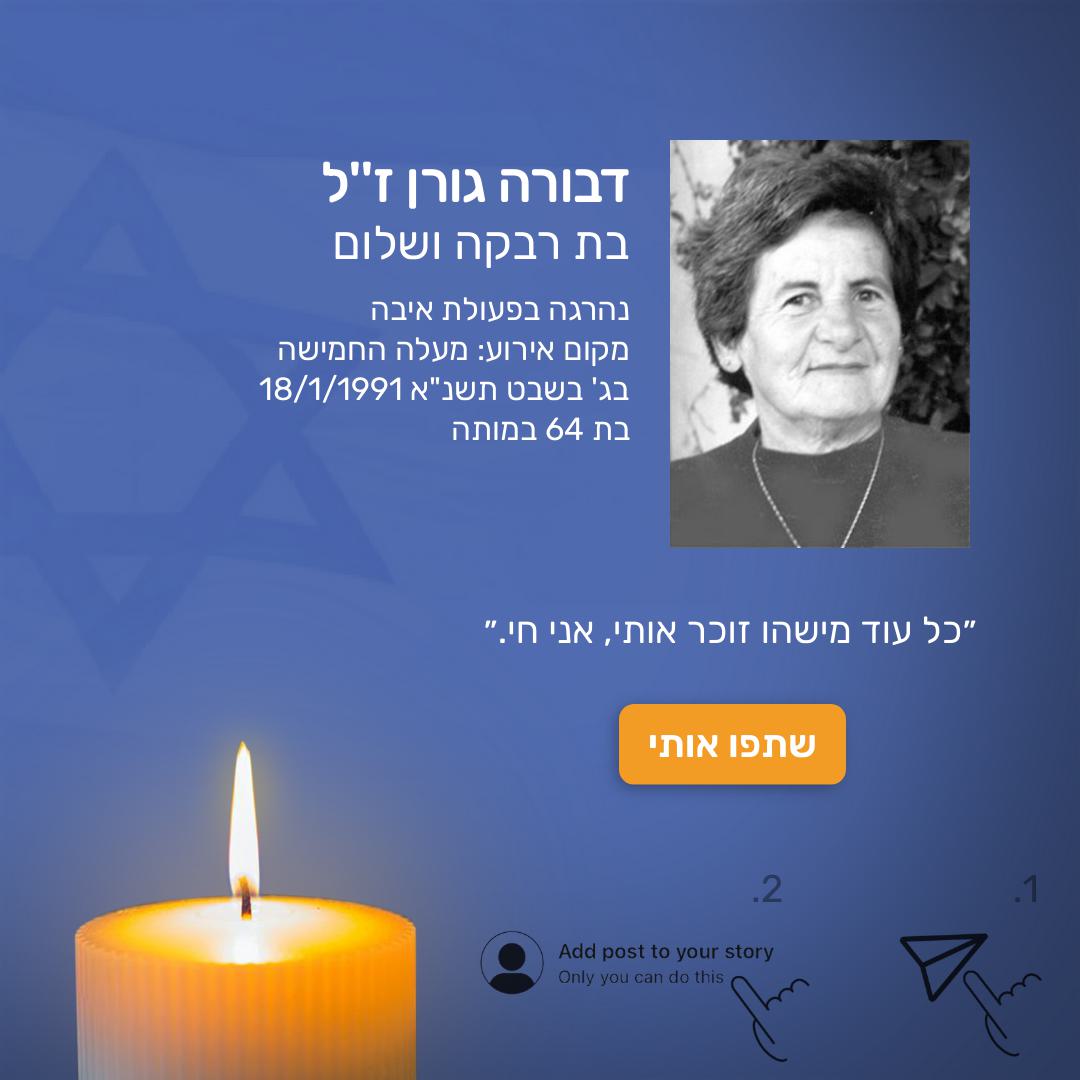 דבורה גורן ז"ל
בת רבקה ושלום
נהרגה בפעולת איבה
מקום אירוע: מעלה החמישה
בג' בשבט תשנ"א 18/1/1991
בת 64 במותה
״כל עוד מישהו זוכר אותי, אני חי.״
שתפו אותי
.1
.2
Add post to your story
Only you can do this